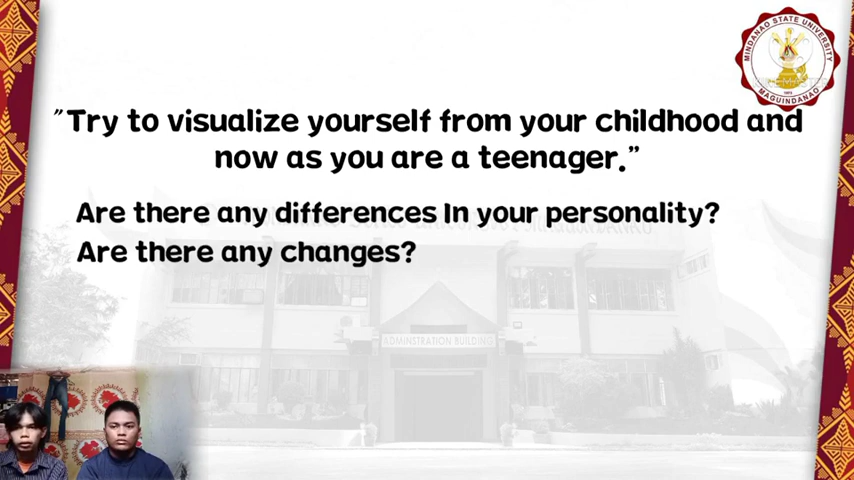 MINDANAO STATE UNIVERSITY
MAGUINDANAO
"Try to visualize yourself from your childhood and
now as you are a teenager."
Are there any differences In your personality?
Are there any changes?
ADMINSTRATION BUILDING